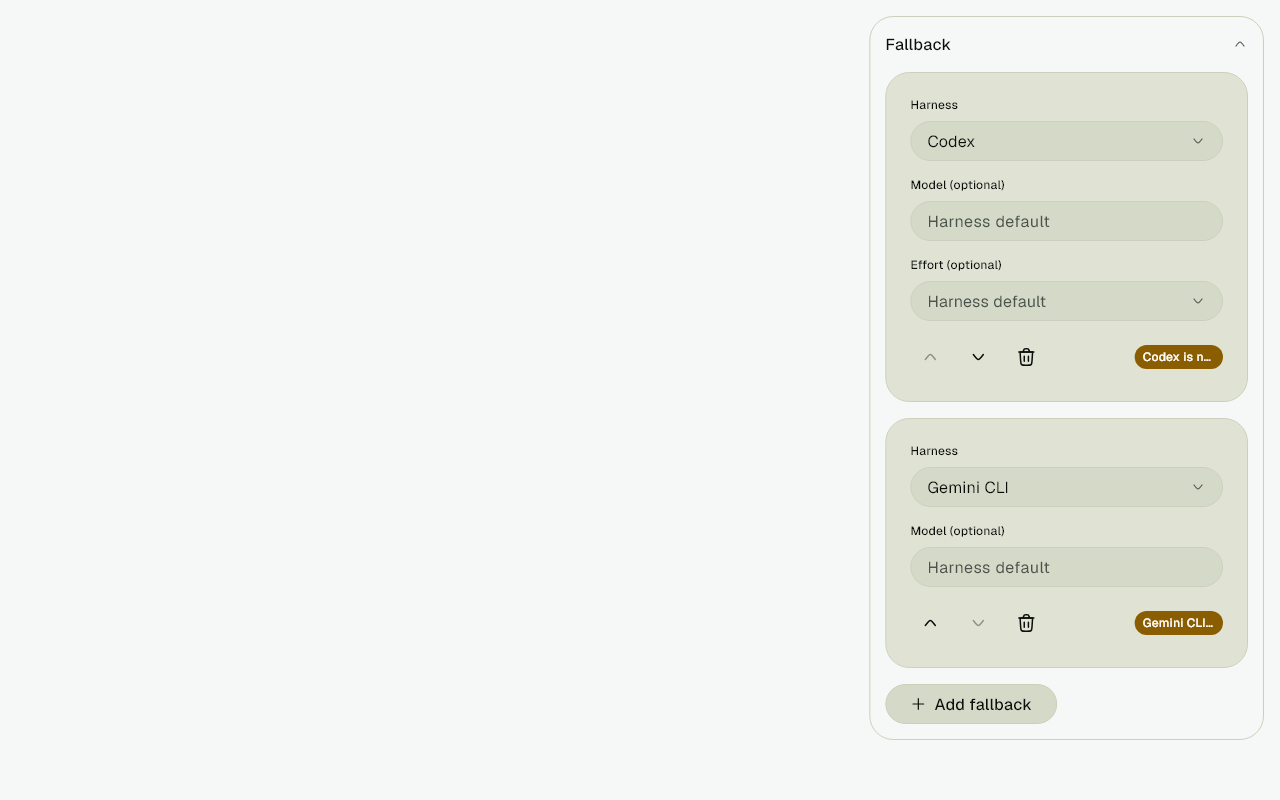 Fallback
Harness
Codex
Model (optional)
Harness default
Effort (optional)
Harness default
Codex is n…
Harness
Gemini CLI
Model (optional)
Harness default
Gemini CLI…
Add fallback